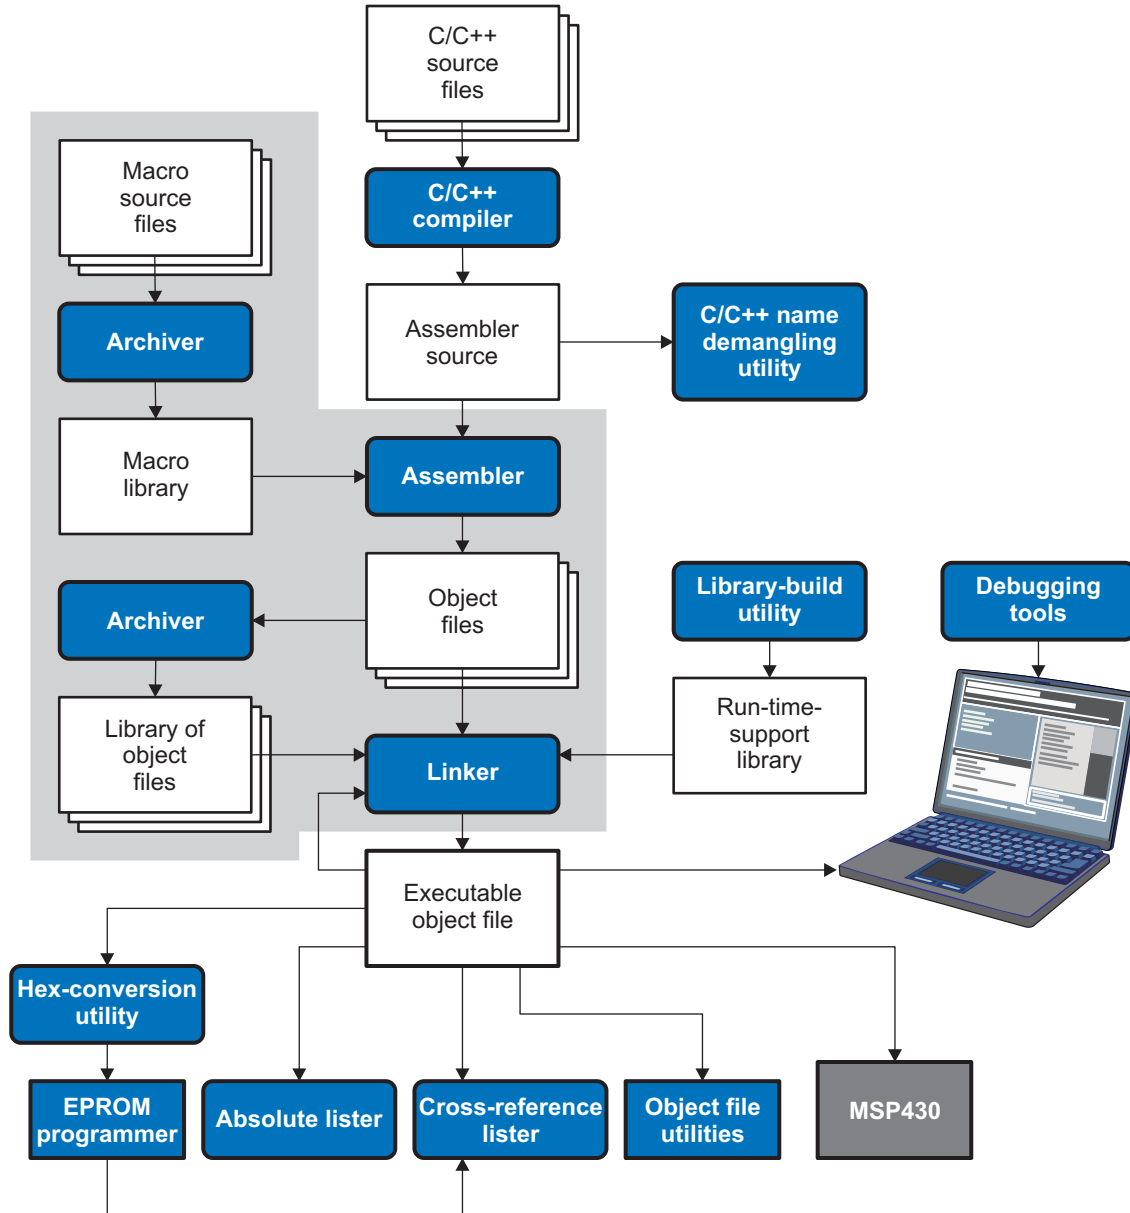 C/C++
source
files
Macro
source
files
C/C++
compiler
Archiver
Assembler
source
C/C++ name
demangling
utility
Macro
library
Assembler
Archiver
Object
files
Library-build
utility
Debugging
tools
Library of
object
files
Linker
Run-time-
support
library
Executable
object file
Hex-conversion
utility
EPROM
programmer
Absolute lister
Cross-reference
lister
Object file
utilities
MSP430